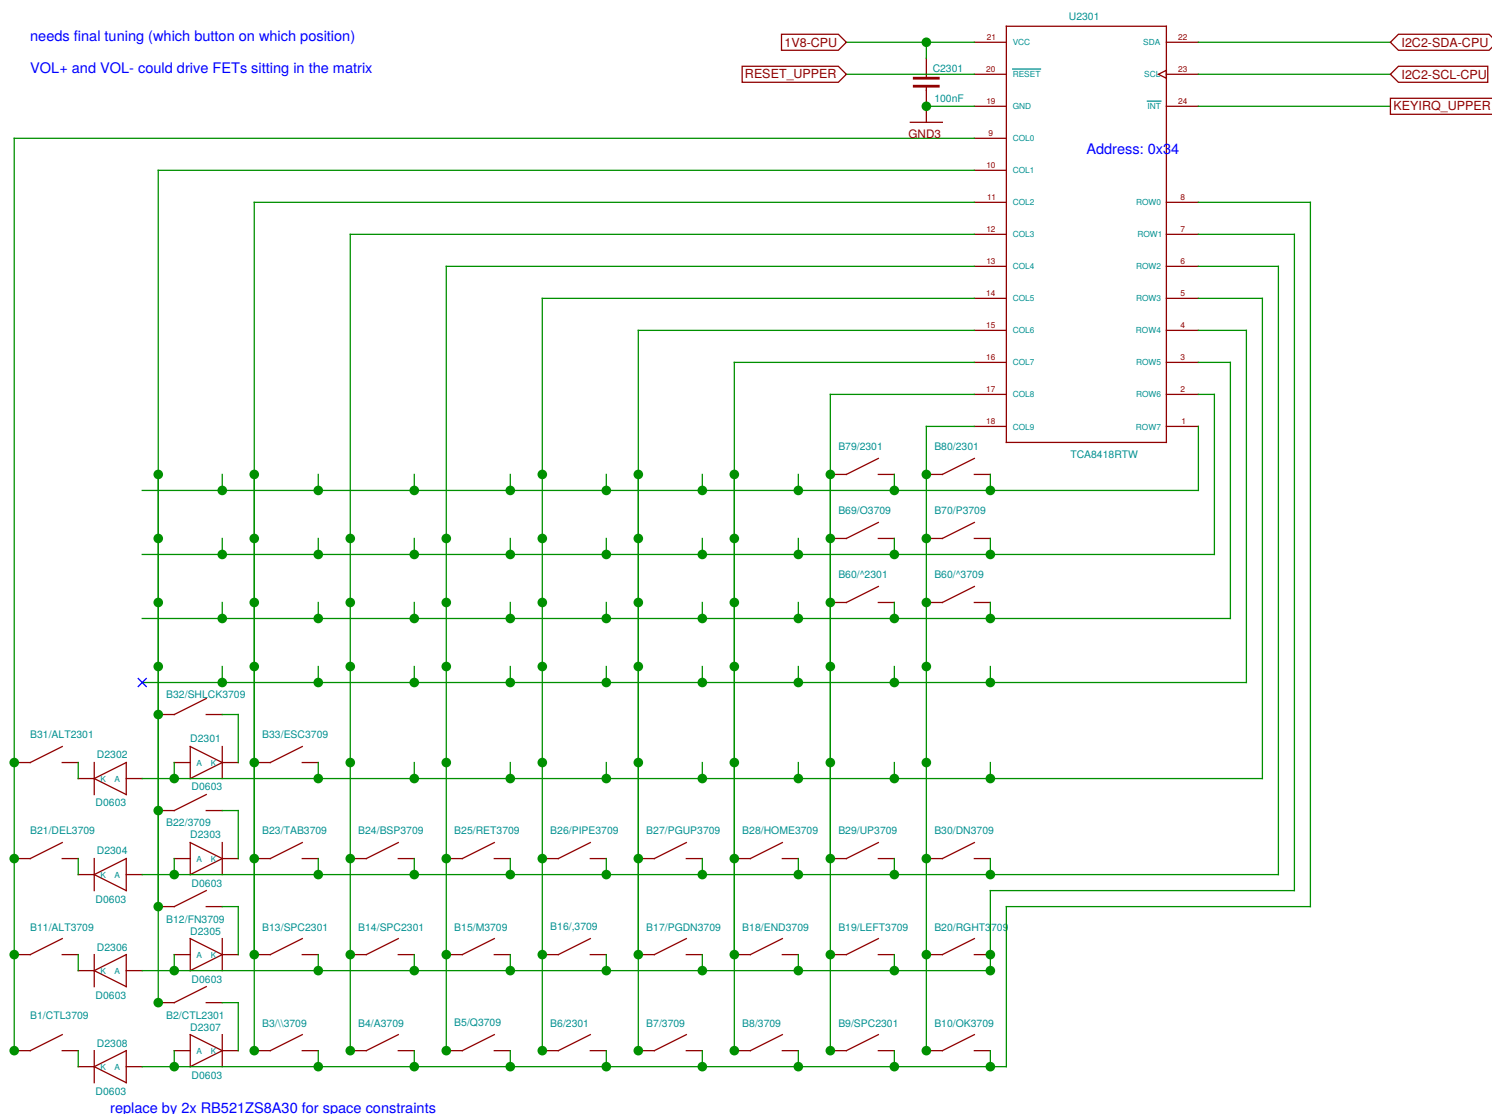 U2301
needs final tuning (which button on which position)
VOL+ and VOL- could drive FETs sitting in the matrix
1V8-CPU
21 VCC SDA 22
I2C2-SDA-CPU
RESET_UPPER
C2301
20 RESET SCL 23
I2C2-SCL-CPU
100nF
19 GND INT 24
KEYIRQ_UPPER
GND3
9 COL0
Address: 0x34
10 COL1
11 COL2 ROW0 8
12 COL3 ROW1 7
13 COL4 ROW2 6
14 COL5 ROW3 5
15 COL6 ROW4 4
16 COL7 ROW5 3
17 COL8 ROW6 2
18 COL9 ROW7 1
TCA8418RTW
B79/2301 B80/2301
B69/O3709 B70/P3709
B60/^2301 B60/^3709
B32/SHLCK3709
B31/ALT2301 D2301 B33/ESC3709
D2302
A K
K A
D0603
D0603
B22/3709
B21/DEL3709 D2303 B23/TAB3709 B24/BSP3709 B25/RET3709 B26/PIPE3709 B27/PGUP3709 B28/HOME3709 B29/UP3709 B30/DN3709
D2304
A K
K A
D0603
D0603
B12/FN3709
B11/ALT3709 D2305 B13/SPC2301 B14/SPC2301 B15/M3709 B16/,3709 B17/PGDN3709 B18/END3709 B19/LEFT3709 B20/RGHT3709
D2306
A K
K A
D0603
D0603
B1/CTL3709 B2/CTL2301 B3/\\3709 B4/A3709 B5/Q3709 B6/2301 B7/3709 B8/3709 B9/SPC2301 B10/OK3709
D2307
D2308
A K
K A
D0603
D0603
replace by 2x RB521ZS8A30 for space constraints